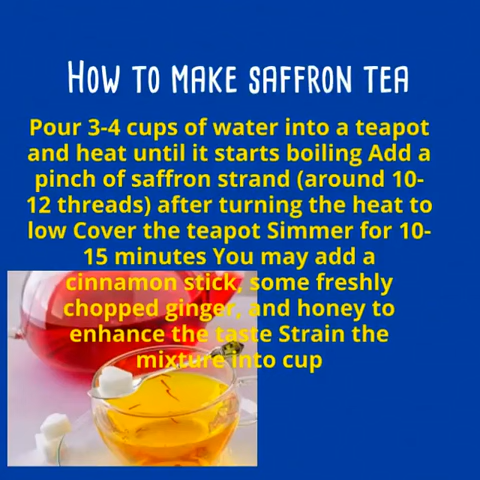 HOW TO MAKE SAFFRON TEA
Pour 3-4 cups of water into a teapot
and heat until it starts boiling Add a
pinch of saffron strand (around 10-
12 threads) after turning the heat to
low Cover the teapot Simmer for 10-
15 minutes You may add a
cinnamon stick, some freshly
chopped ginger, and honey to
enhance the taste Strain the
mixture into cup